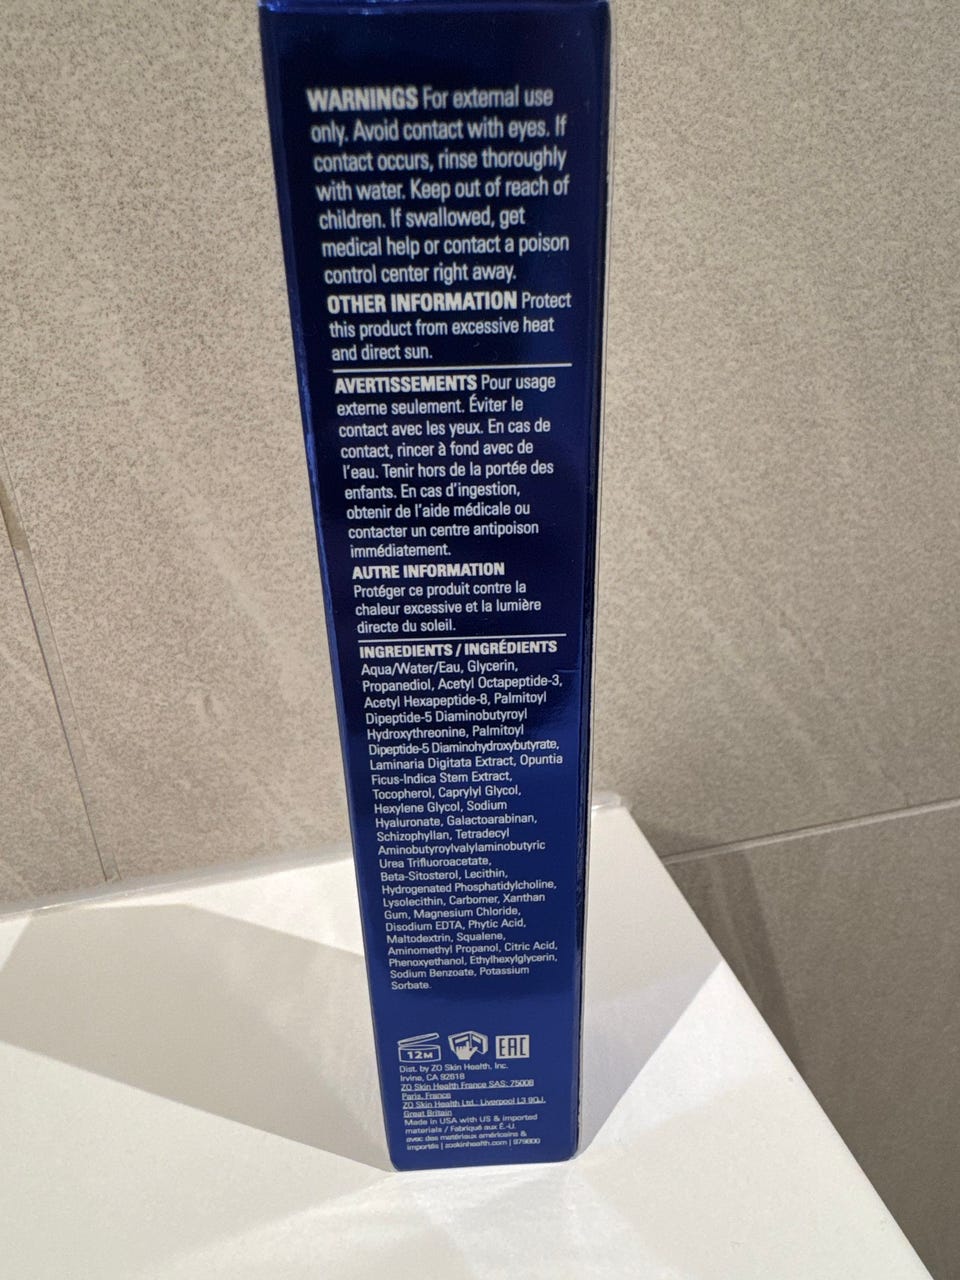 WARNINGS For external use
only. Avoid contact with eyes. If
contact occurs, rinse thoroughly
with water. Keep out of reach of
children. If swallowed, get
medical help or contact a poison
control center right away.
OTHER INFORMATION Protect
this product from excessive heat
and direct sun.
AVERTISSEMENTS Pour usage
externe seulement. Éviter le
contact avec les yeux. En cas de
contact, rincer à fond avec de
l'eau. Tenir hors de la portée des
enfants. En cas d'ingestion,
obtenir de l'aide médicale ou
contacter un centre antipoison
immédiatement.
AUTRE INFORMATION
Protéger ce produit contre la
chaleur excessive et la lumière
directe du soleil.
INGREDIENTS / INGRÉDIENTS
Aqua/Water/Eau, Glycerin,
Propanediol, Acetyl Octapeptide-3,
Acetyl Hexapeptide-8, Palmitoyl
Dipeptide-5 Diaminobutyroyl
Hydroxythreonine, Palmitoyl
Dipeptide-5 Diaminohydroxybutyrate,
Laminaria Digitata Extract, Opuntia
Ficus-Indica Stem Extract,
Tocopherol, Caprylyl Glycol,
Hexylene Glycol, Sodium
Hyaluronate, Galactoarabinan,
Schizophyllan, Tetradecyl
Aminobutyroylvalylaminobutyric
Urea Trifluoroacetate,
Beta-Sitosterol, Lecithin,
Hydrogenated Phosphatidylcholine,
Lysolecithin, Carbomer, Xanthan
Gum, Magnesium Chloride,
Disodium EDTA, Phytic Acid,
Maltodextrin, Squalene,
Aminomethyl Propanol, Citric Acid,
Phenoxyethanol, Ethylhexylglycerin,
Sodium Benzoate, Potassium
Sorbate.
12M EAC
Dist. by ZO Skin Health, Inc.
Irvine, CA 92618
ZO Skin Health France SAS: 75008
Paris, France
ZO Skin Health Ltd.: Liverpool L3 9QJ,
Great Britain
Made in USA with US & imported
materials / Fabriqué aux É.-U.
avec des matériaux américains &
importés | zoskinhealth.com | 979800